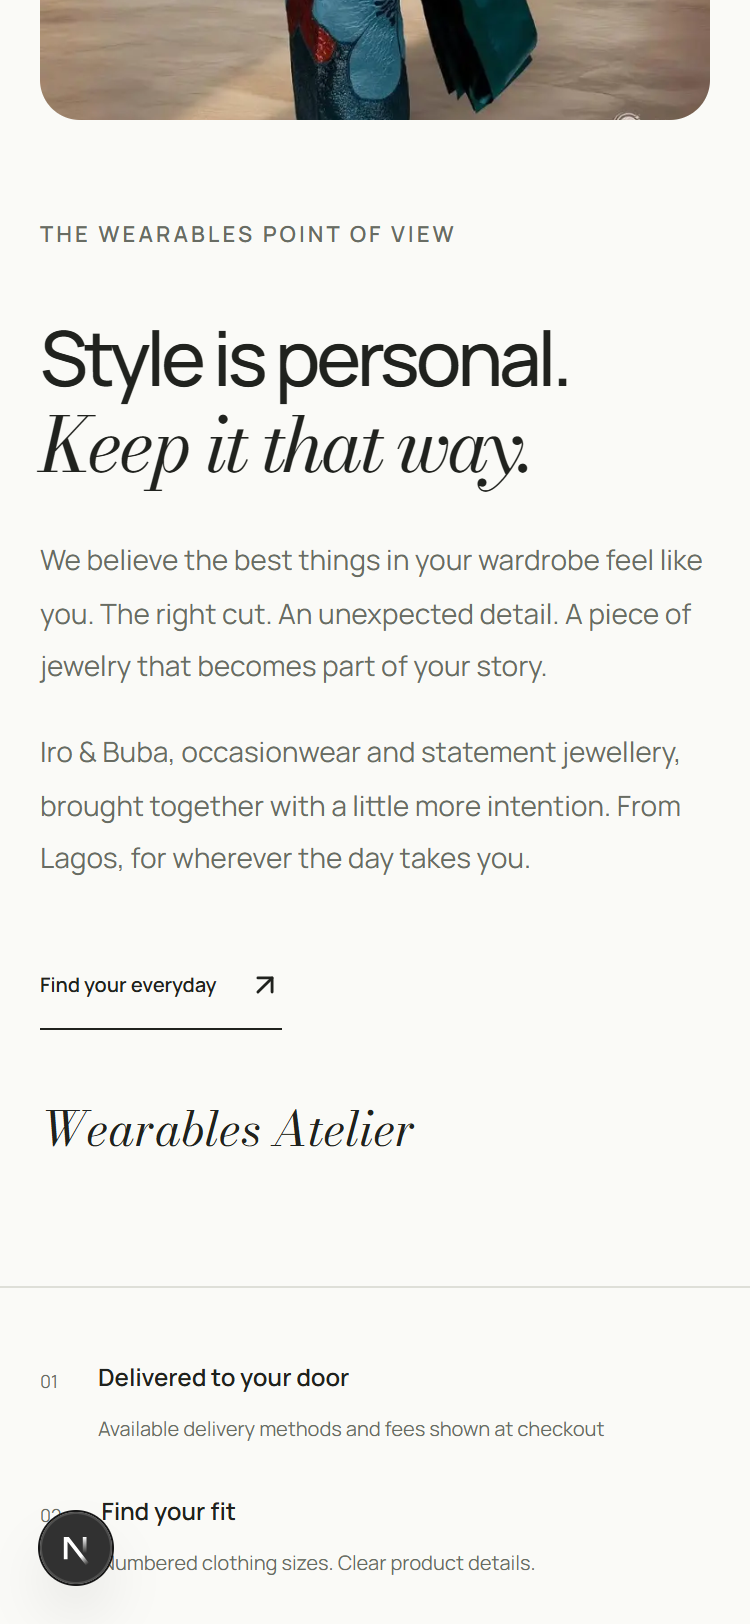 THE WEARABLES POINT OF VIEW
Style is personal.
Keep it that way.
We believe the best things in your wardrobe feel like
you. The right cut. An unexpected detail. A piece of
jewelry that becomes part of your story.
Iro & Buba, occasionwear and statement jewellery,
brought together with a little more intention. From
Lagos, for wherever the day takes you.
Find your everyday
Wearables Atelier
01 Delivered to your door
Available delivery methods and fees shown at checkout
02 Find your fit
Numbered clothing sizes. Clear product details.
N